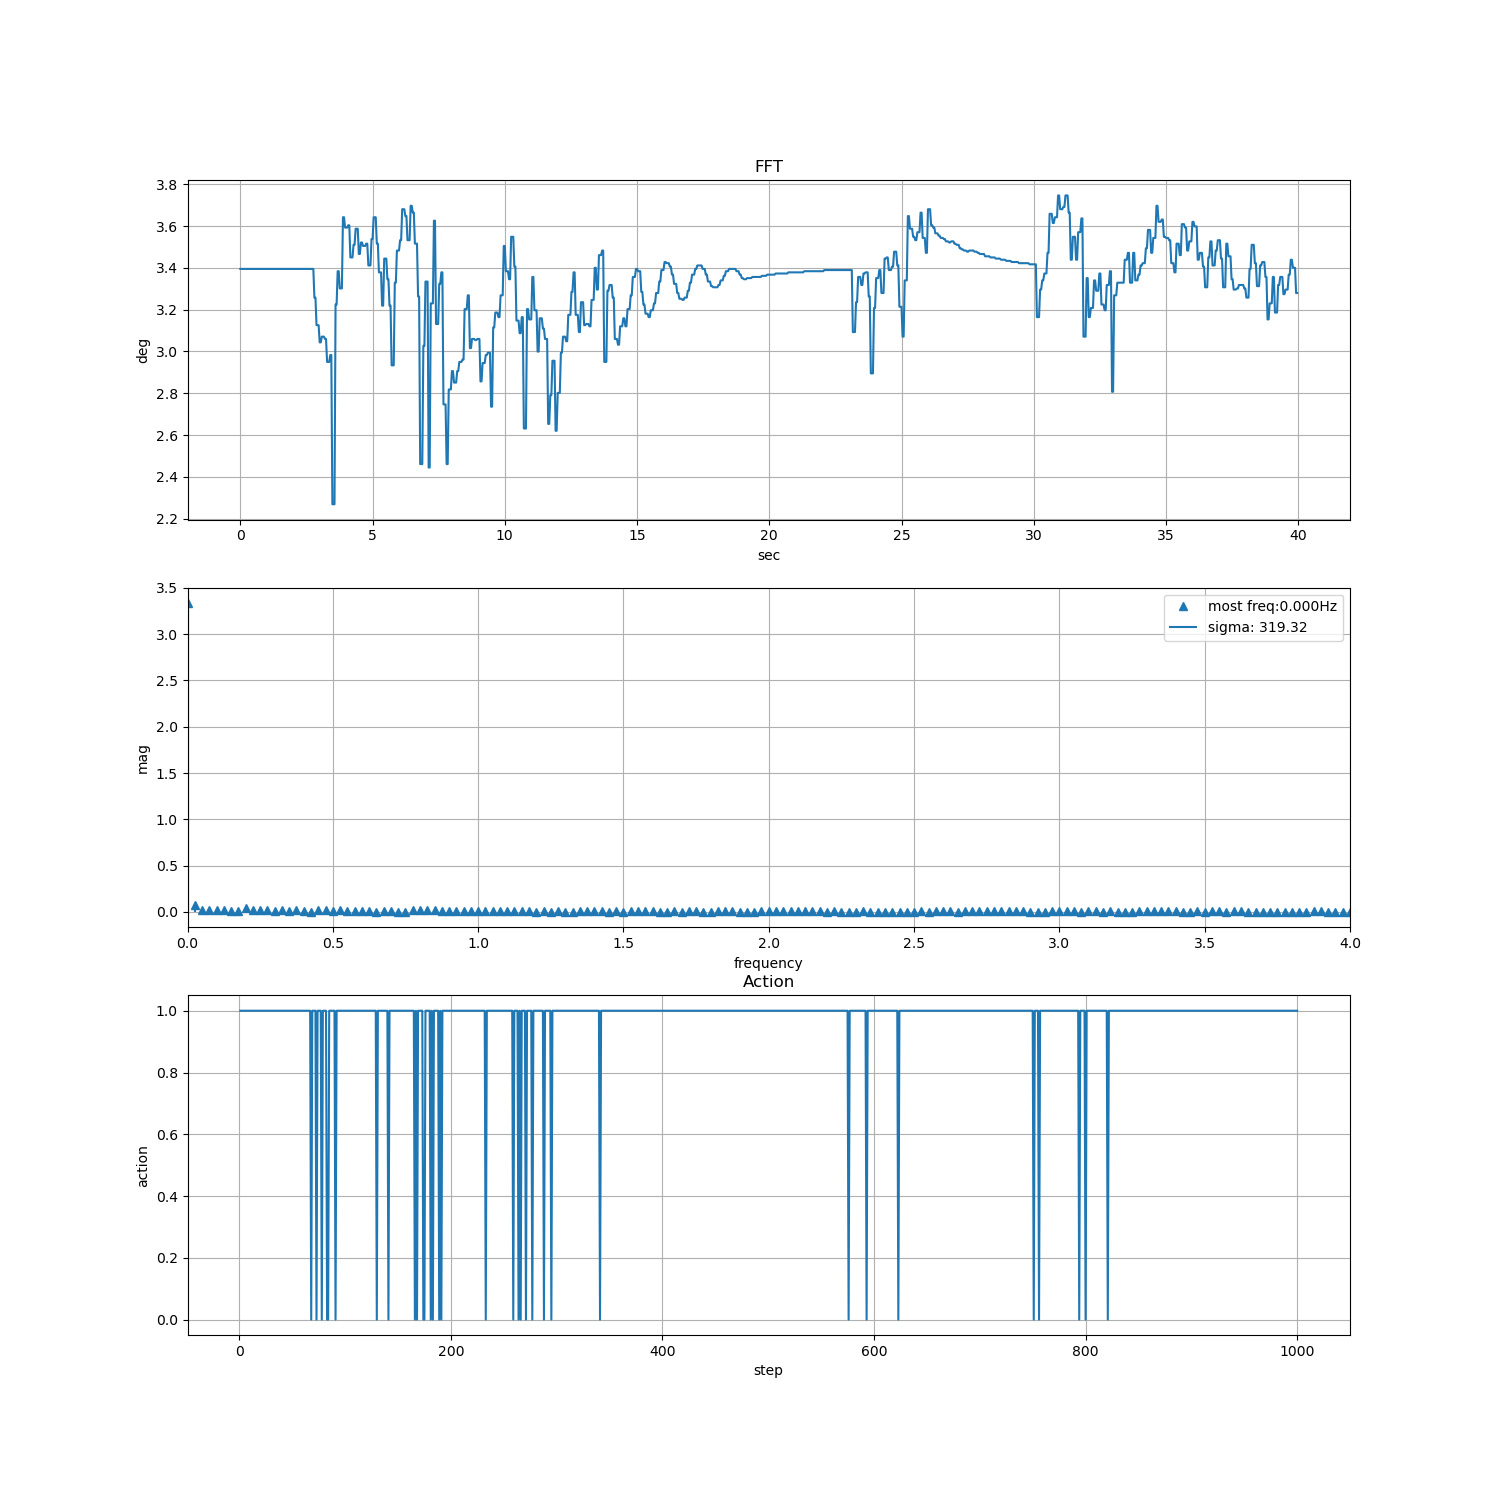 FFT
3.8
3.6
3.4
3.2
3.0
2.8
2.6
2.4
2.2
deg
0 5 10 15 20 25 30 35 40
sec
3.5
3.0
2.5
2.0
1.5
1.0
0.5
0.0
mag
most freq:0.000Hz
sigma: 319.32
0.0 0.5 1.0 1.5 2.0 2.5 3.0 3.5 4.0
frequency
Action
1.0
0.8
0.6
0.4
0.2
0.0
action
0 200 400 600 800 1000
step